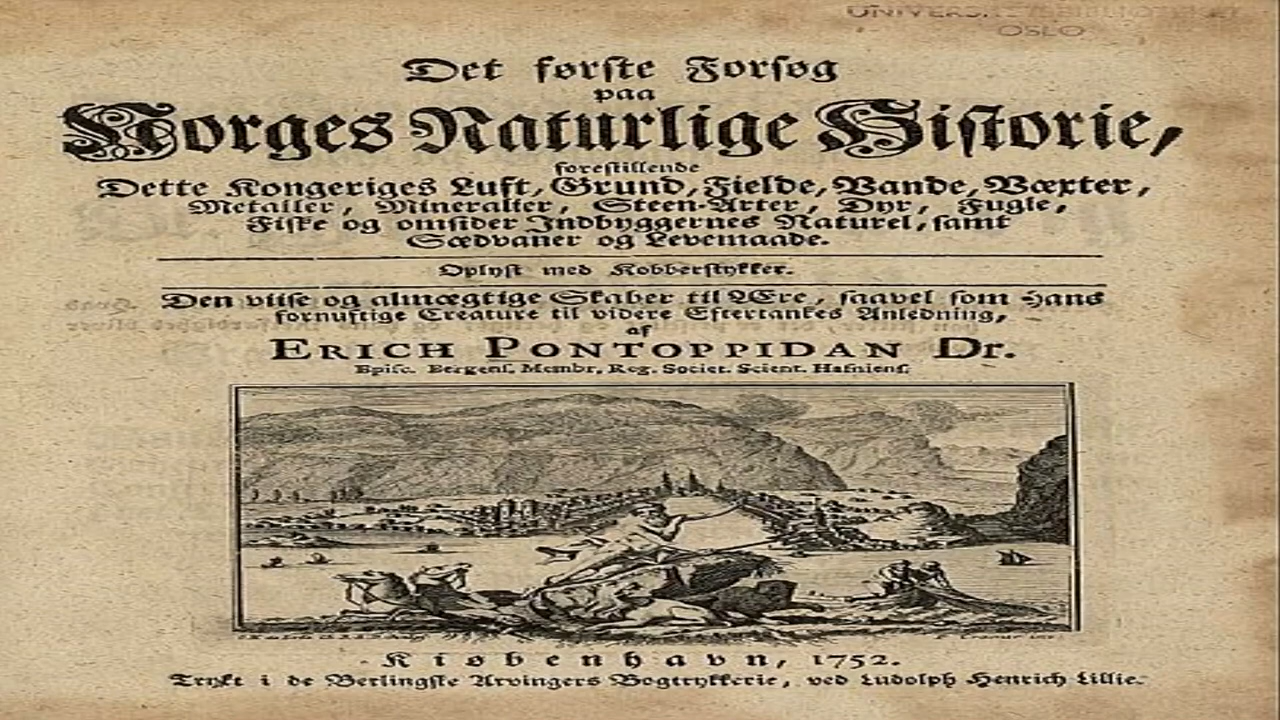 UNIVERSITETSBIBLIOTEKET
OSLO
Det første Forsøg
paa
Norges Naturlige Historie,
forestillende
Dette Kongeriges Luft, Grund, Fielde, Vande, Væxter,
Metaller, Mineralier, Steen-Arter, Dyr, Fugle,
Fiske og omsider Indbyggernes Naturel, samt
Sædvaner og Levemaade.
Oplyst med Kobberstykker.
Den viise og almægtige Skaber til Ære, saavel som Hans
fornuftige Creature til videre Eftertankes Anledning,
af
ERICH PONTOPPIDAN Dr.
Episc. Bergens. Membr. Reg. Societ. Scient. Hafniens.
Kiøbenhavn, 1752.
Trykt i de Berlingske Arvingers Bogtrykkerie, ved Ludolph Henrich Lillie.